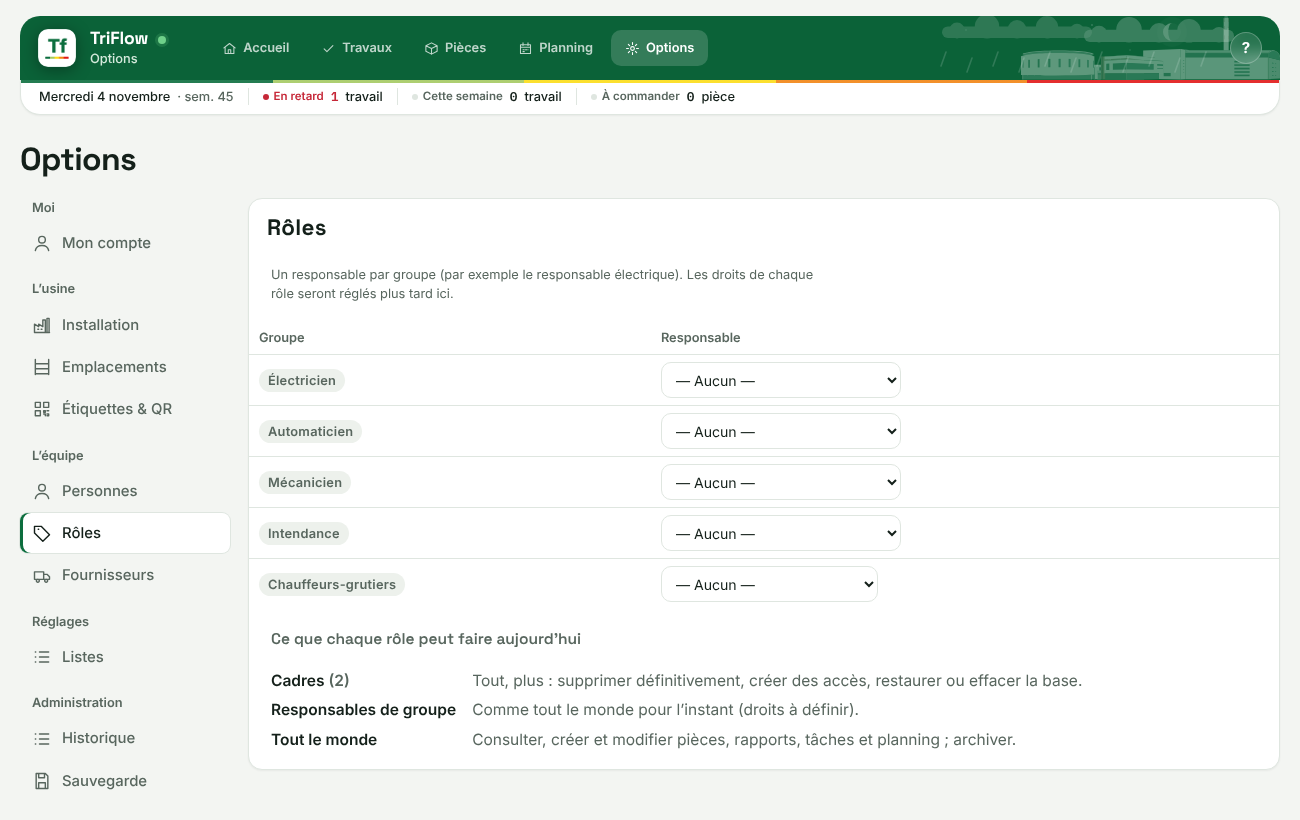 Tf
TriFlow
Options
Accueil
Travaux
Pièces
Planning
Options
?
Mercredi 4 novembre · sem. 45
En retard 1 travail
Cette semaine 0 travail
À commander 0 pièce
Options
Moi
Mon compte
L’usine
Installation
Emplacements
Étiquettes & QR
L’équipe
Personnes
Rôles
Fournisseurs
Réglages
Listes
Administration
Historique
Sauvegarde
Rôles
Un responsable par groupe (par exemple le responsable électrique). Les droits de chaque
rôle seront réglés plus tard ici.
Groupe Responsable
Électricien — Aucun —
Automaticien — Aucun —
Mécanicien — Aucun —
Intendance — Aucun —
Chauffeurs-grutiers — Aucun —
Ce que chaque rôle peut faire aujourd’hui
Cadres (2) Tout, plus : supprimer définitivement, créer des accès, restaurer ou effacer la base.
Responsables de groupe Comme tout le monde pour l’instant (droits à définir).
Tout le monde Consulter, créer et modifier pièces, rapports, tâches et planning ; archiver.